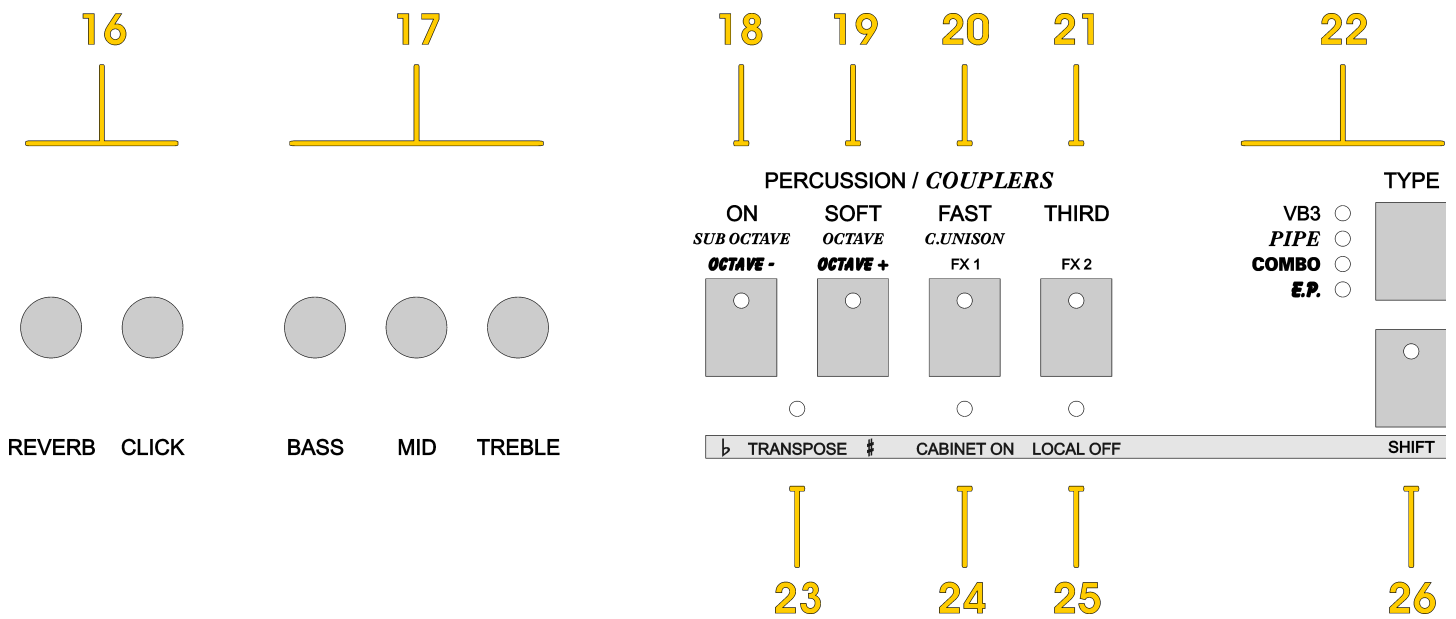 16 17 18 19 20 21 22
PERCUSSION / COUPLERS TYPE
ON SOFT FAST THIRD VB3
SUB OCTAVE OCTAVE C.UNISON PIPE
OCTAVE - OCTAVE + FX 1 FX 2 COMBO
E.P.
REVERB CLICK BASS MID TREBLE ♭ TRANSPOSE ♯ CABINET ON LOCAL OFF SHIFT
23 24 25 26